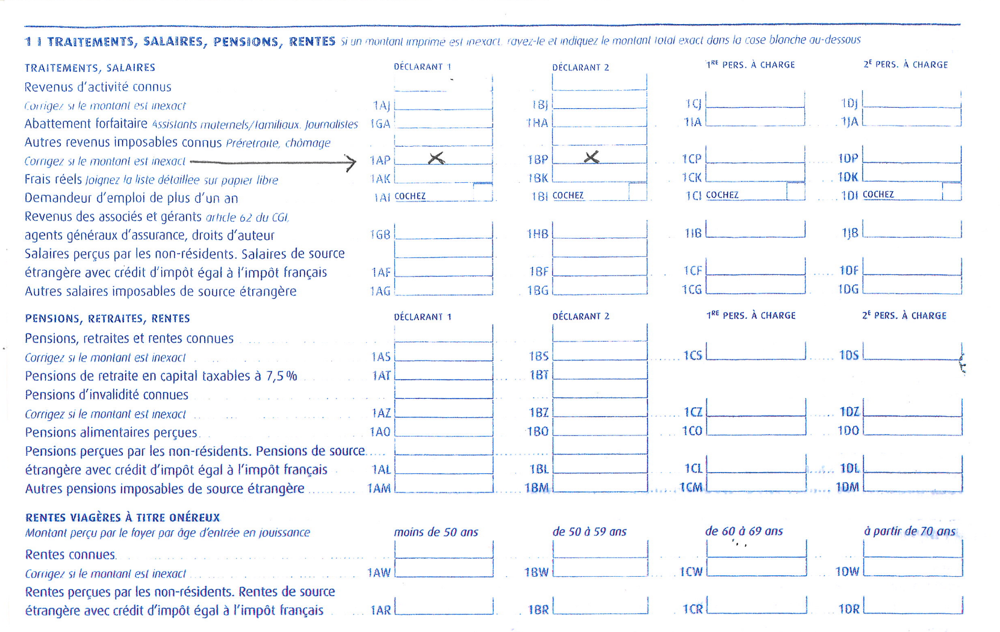 1 | TRAITEMENTS, SALAIRES, PENSIONS, RENTES si un montant imprimé est inexact, rayez-le et indiquez le montant total exact dans la case blanche au-dessous
TRAITEMENTS, SALAIRES DÉCLARANT 1 DÉCLARANT 2 1RE PERS. À CHARGE 2E PERS. À CHARGE
Revenus d'activité connus
Corrigez si le montant est inexact 1AJ 1BJ 1CJ 1DJ
Abattement forfaitaire Assistants maternels/familiaux. Journalistes 1GA 1HA 1IA 1JA
Autres revenus imposables connus Préretraite, chômage
Corrigez si le montant est inexact 1AP X 1BP X 1CP 1DP
Frais réels Joignez la liste détaillée sur papier libre 1AK 1BK 1CK 1DK
Demandeur d'emploi de plus d'un an 1AI COCHEZ 1BI COCHEZ 1CI COCHEZ 1DI COCHEZ
Revenus des associés et gérants article 62 du CGI,
agents généraux d'assurance, droits d'auteur 1GB 1HB 1IB 1JB
Salaires perçus par les non-résidents. Salaires de source
étrangère avec crédit d'impôt égal à l'impôt français 1AF 1BF 1CF 1DF
Autres salaires imposables de source étrangère 1AG 1BG 1CG 1DG
PENSIONS, RETRAITES, RENTES DÉCLARANT 1 DÉCLARANT 2 1RE PERS. À CHARGE 2E PERS. À CHARGE
Pensions, retraites et rentes connues
Corrigez si le montant est inexact 1AS 1BS 1CS 1DS
Pensions de retraite en capital taxables à 7,5 % 1AT 1BT
Pensions d'invalidité connues
Corrigez si le montant est inexact 1AZ 1BZ 1CZ 1DZ
Pensions alimentaires perçues 1AO 1BO 1CO 1DO
Pensions perçues par les non-résidents. Pensions de source
étrangère avec crédit d'impôt égal à l'impôt français 1AL 1BL 1CL 1DL
Autres pensions imposables de source étrangère 1AM 1BM 1CM 1DM
RENTES VIAGÈRES À TITRE ONÉREUX
Montant perçu par le foyer par âge d'entrée en jouissance moins de 50 ans de 50 à 59 ans de 60 à 69 ans à partir de 70 ans
Rentes connues
Corrigez si le montant est inexact 1AW 1BW 1CW 1DW
Rentes perçues par les non-résidents. Rentes de source
étrangère avec crédit d'impôt égal à l'impôt français 1AR 1BR 1CR 1DR